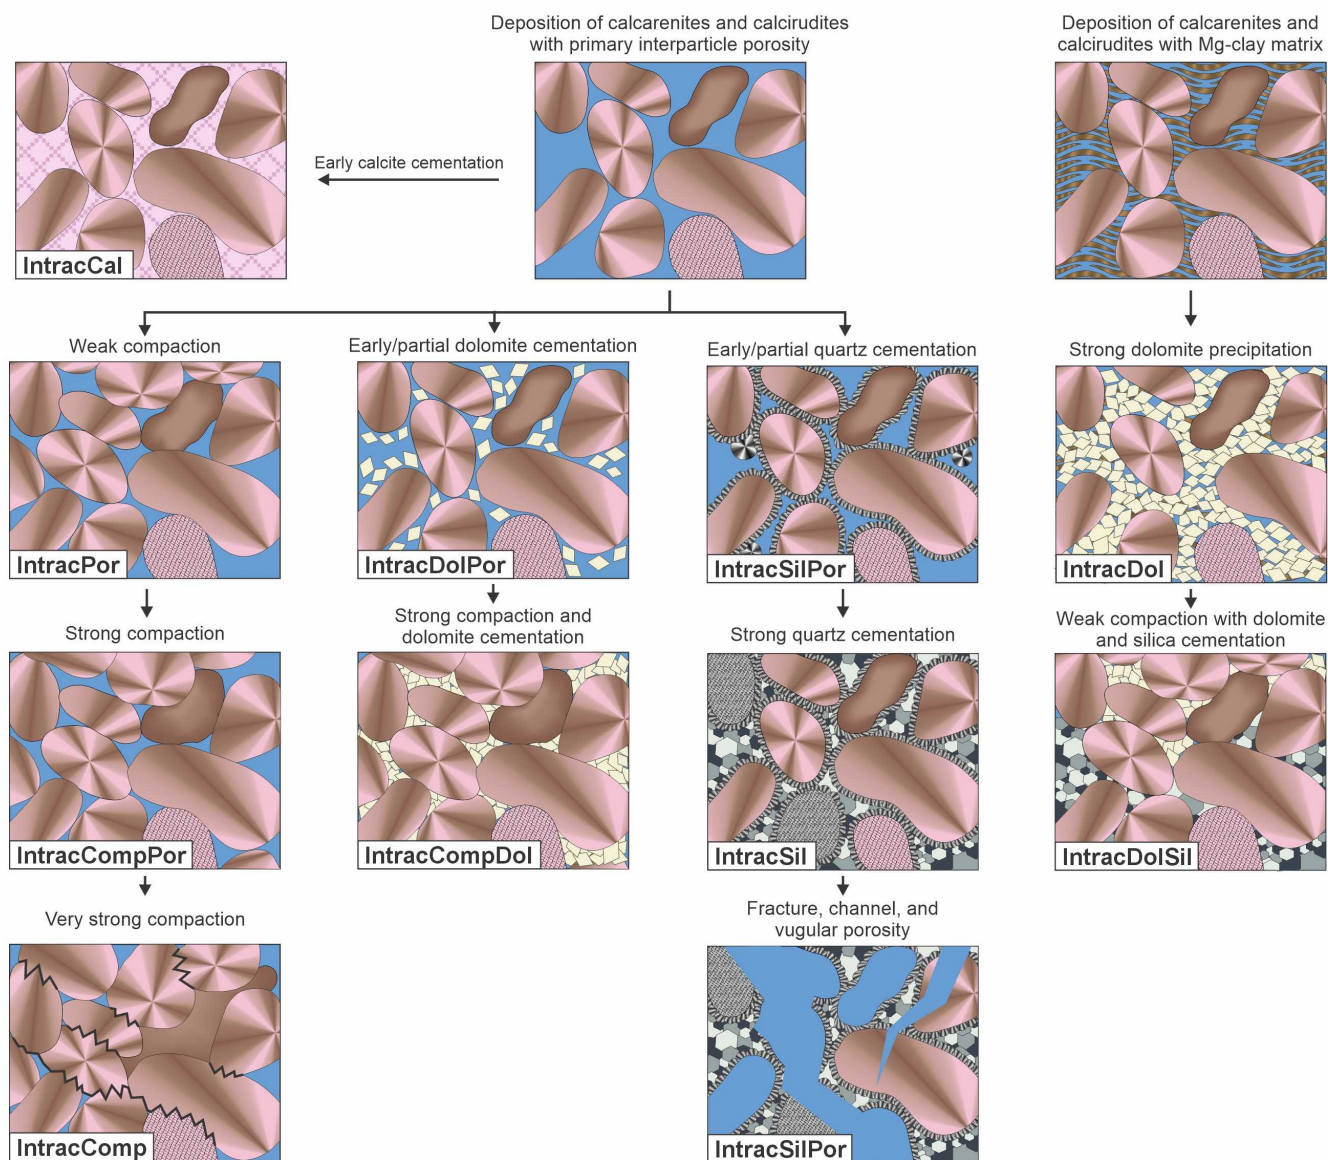 Deposition of calcarenites and calcirudites
with primary interparticle porosity
Deposition of calcarenites and
calcirudites with Mg-clay matrix
Early calcite cementation
IntracCal
Weak compaction
Early/partial dolomite cementation
Early/partial quartz cementation
Strong dolomite precipitation
IntracPor
IntracDolPor
IntracSilPor
IntracDol
Strong compaction
Strong compaction and
dolomite cementation
Strong quartz cementation
Weak compaction with dolomite
and silica cementation
IntracCompPor
IntracCompDol
IntracSil
IntracDolSil
Very strong compaction
Fracture, channel, and
vugular porosity
IntracComp
IntracSilPor